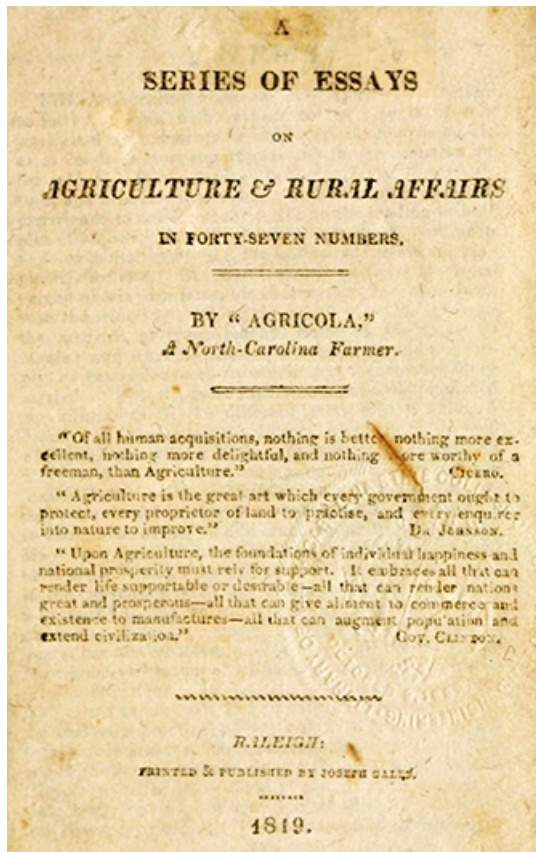 A
SERIES OF ESSAYS
ON
AGRICULTURE & RURAL AFFAIRS
IN FORTY-SEVEN NUMBERS.
BY “ AGRICOLA,”
A North-Carolina Farmer.
“ Of all human acquisitions, nothing is better, nothing more ex-
cellent, nothing more delightful, and nothing more worthy of a
freeman, than Agriculture.” CICERO.
“ Agriculture is the great art which every government ought to
protect, every proprietor of land to practise, and every enquirer
into nature to improve.” DR JOHNSON.
“ Upon Agriculture, the foundations of individual happiness and
national prosperity must rely for support. It embraces all that can
render life supportable or desirable—all that can render nations
great and prosperous—all that can give aliment to commerce and
existence to manufactures—all that can augment population and
extend civilization.” GOV. CLINTON.
RALEIGH:
PRINTED & PUBLISHED BY JOSEPH GALES.
1819.